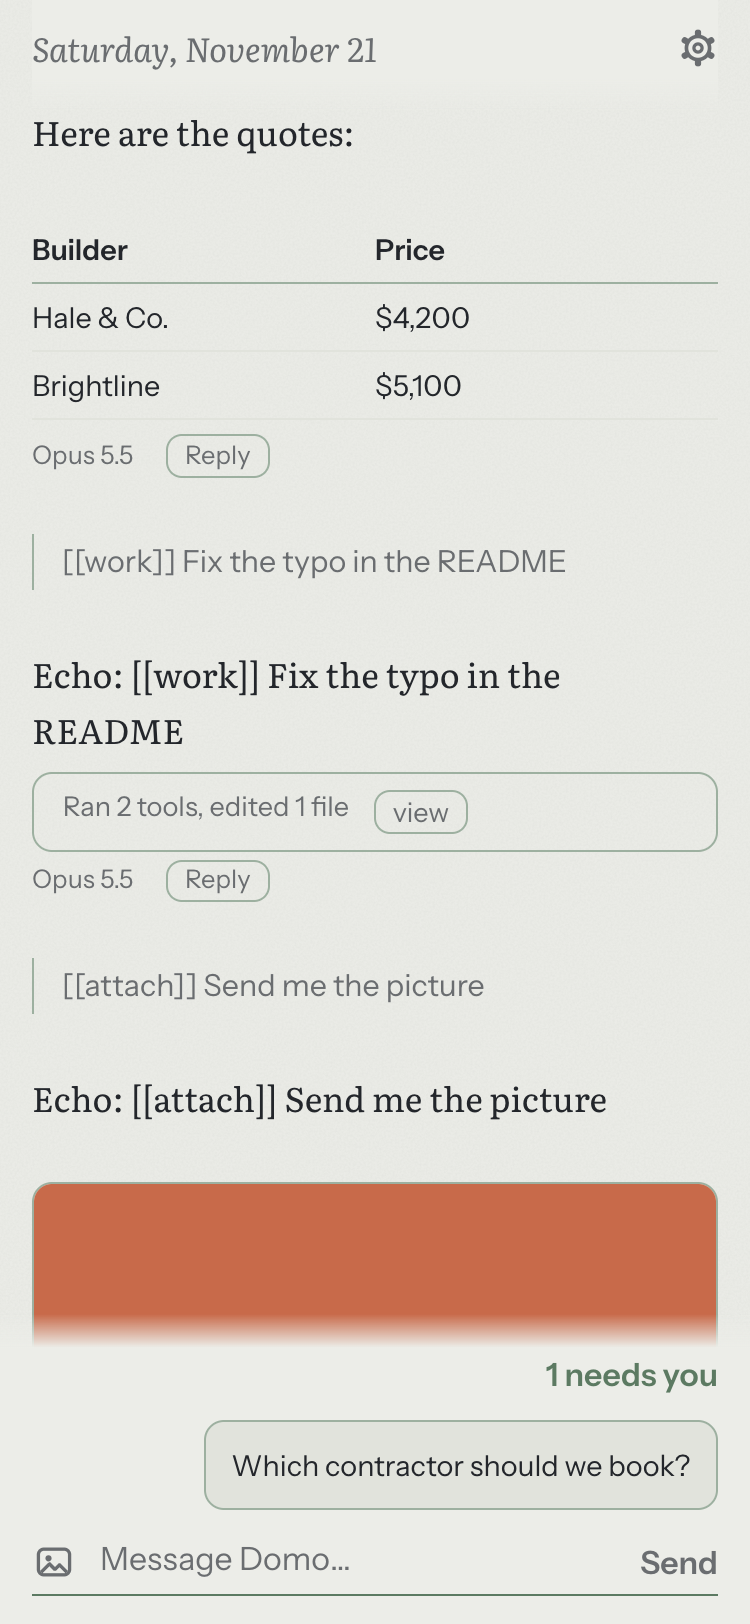 Saturday, November 21
Here are the quotes:
Builder Price
Hale & Co. $4,200
Brightline $5,100
Opus 5.5 Reply
[[work]] Fix the typo in the README
Echo: [[work]] Fix the typo in the
README
Ran 2 tools, edited 1 file view
Opus 5.5 Reply
[[attach]] Send me the picture
Echo: [[attach]] Send me the picture
1 needs you
Which contractor should we book?
Message Domo... Send